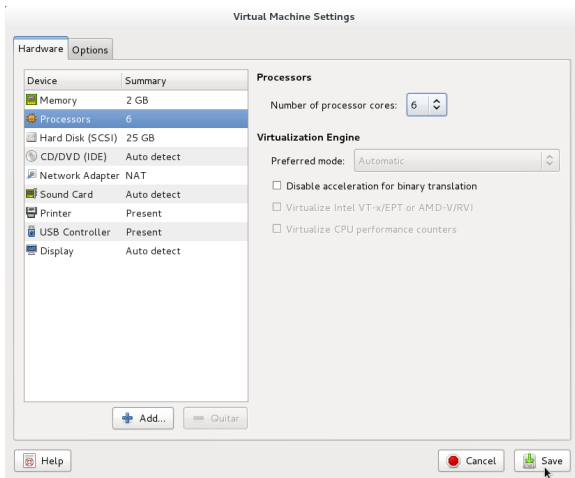 Virtual Machine Settings
Hardware Options
Device Summary
Memory 2 GB
Processors 6
Hard Disk (SCSI) 25 GB
CD/DVD (IDE) Auto detect
Network Adapter NAT
Sound Card Auto detect
Printer Present
USB Controller Present
Display Auto detect
Add... Quitar
Processors
Number of processor cores: 6
Virtualization Engine
Preferred mode: Automatic
Disable acceleration for binary translation
Virtualize Intel VT-x/EPT or AMD-V/RVI
Virtualize CPU performance counters
Help Cancel Save